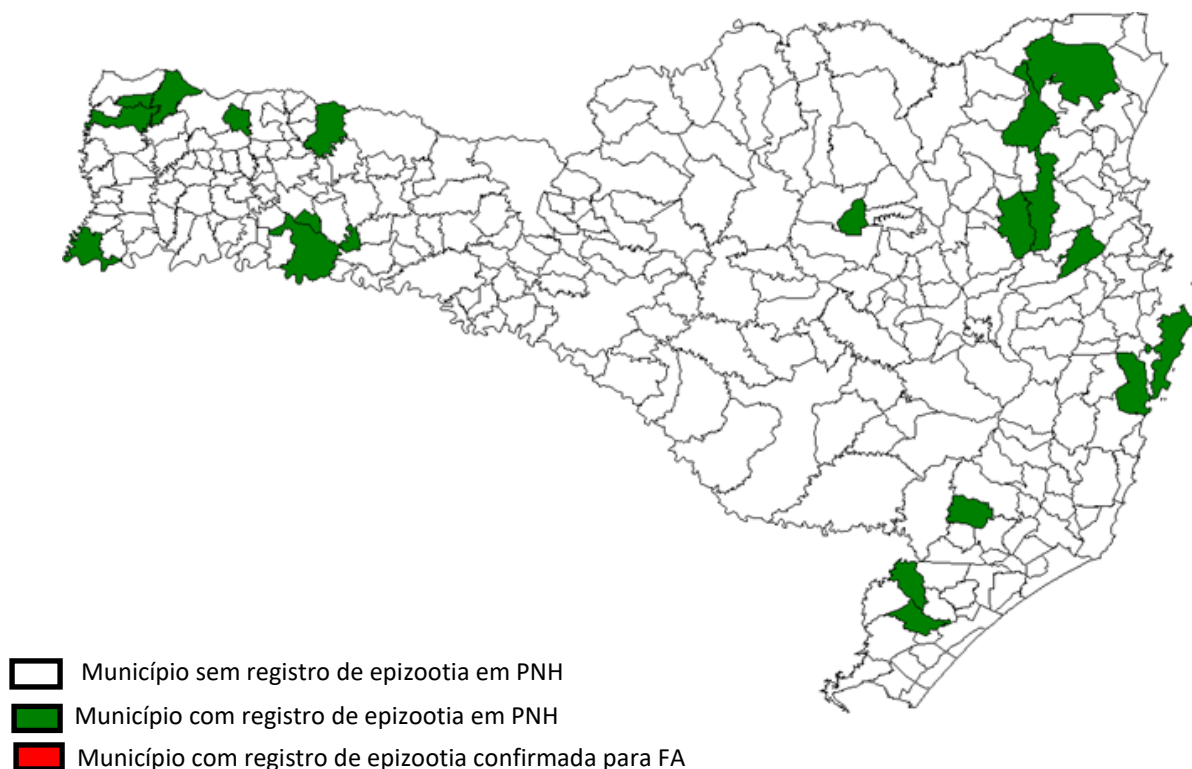 Município sem registro de epizootia em PNH
Município com registro de epizootia em PNH
Município com registro de epizootia confirmada para FA